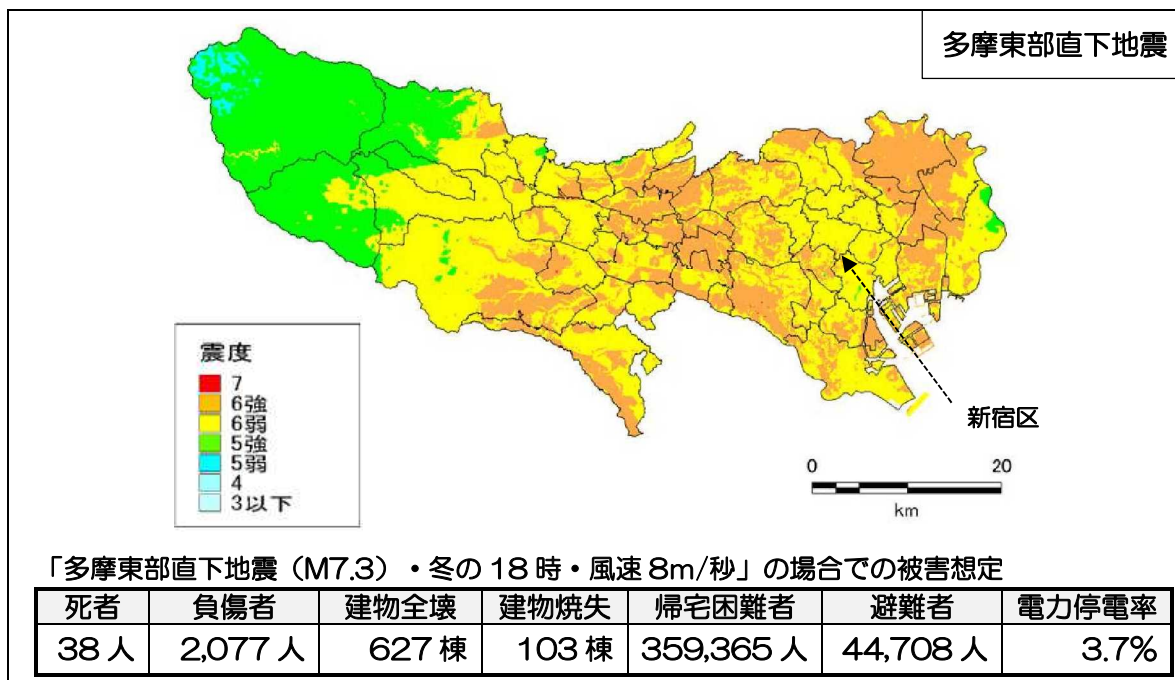 多摩東部直下地震
震度
7
6強
6弱
5強
5弱
4
3以下
新宿区
0 20
km
「多摩東部直下地震（M7.3）・冬の18時・風速8m/秒」の場合での被害想定
死者 負傷者 建物全壊 建物焼失 帰宅困難者 避難者 電力停電率
38人 2,077人 627棟 103棟 359,365人 44,708人 3.7%